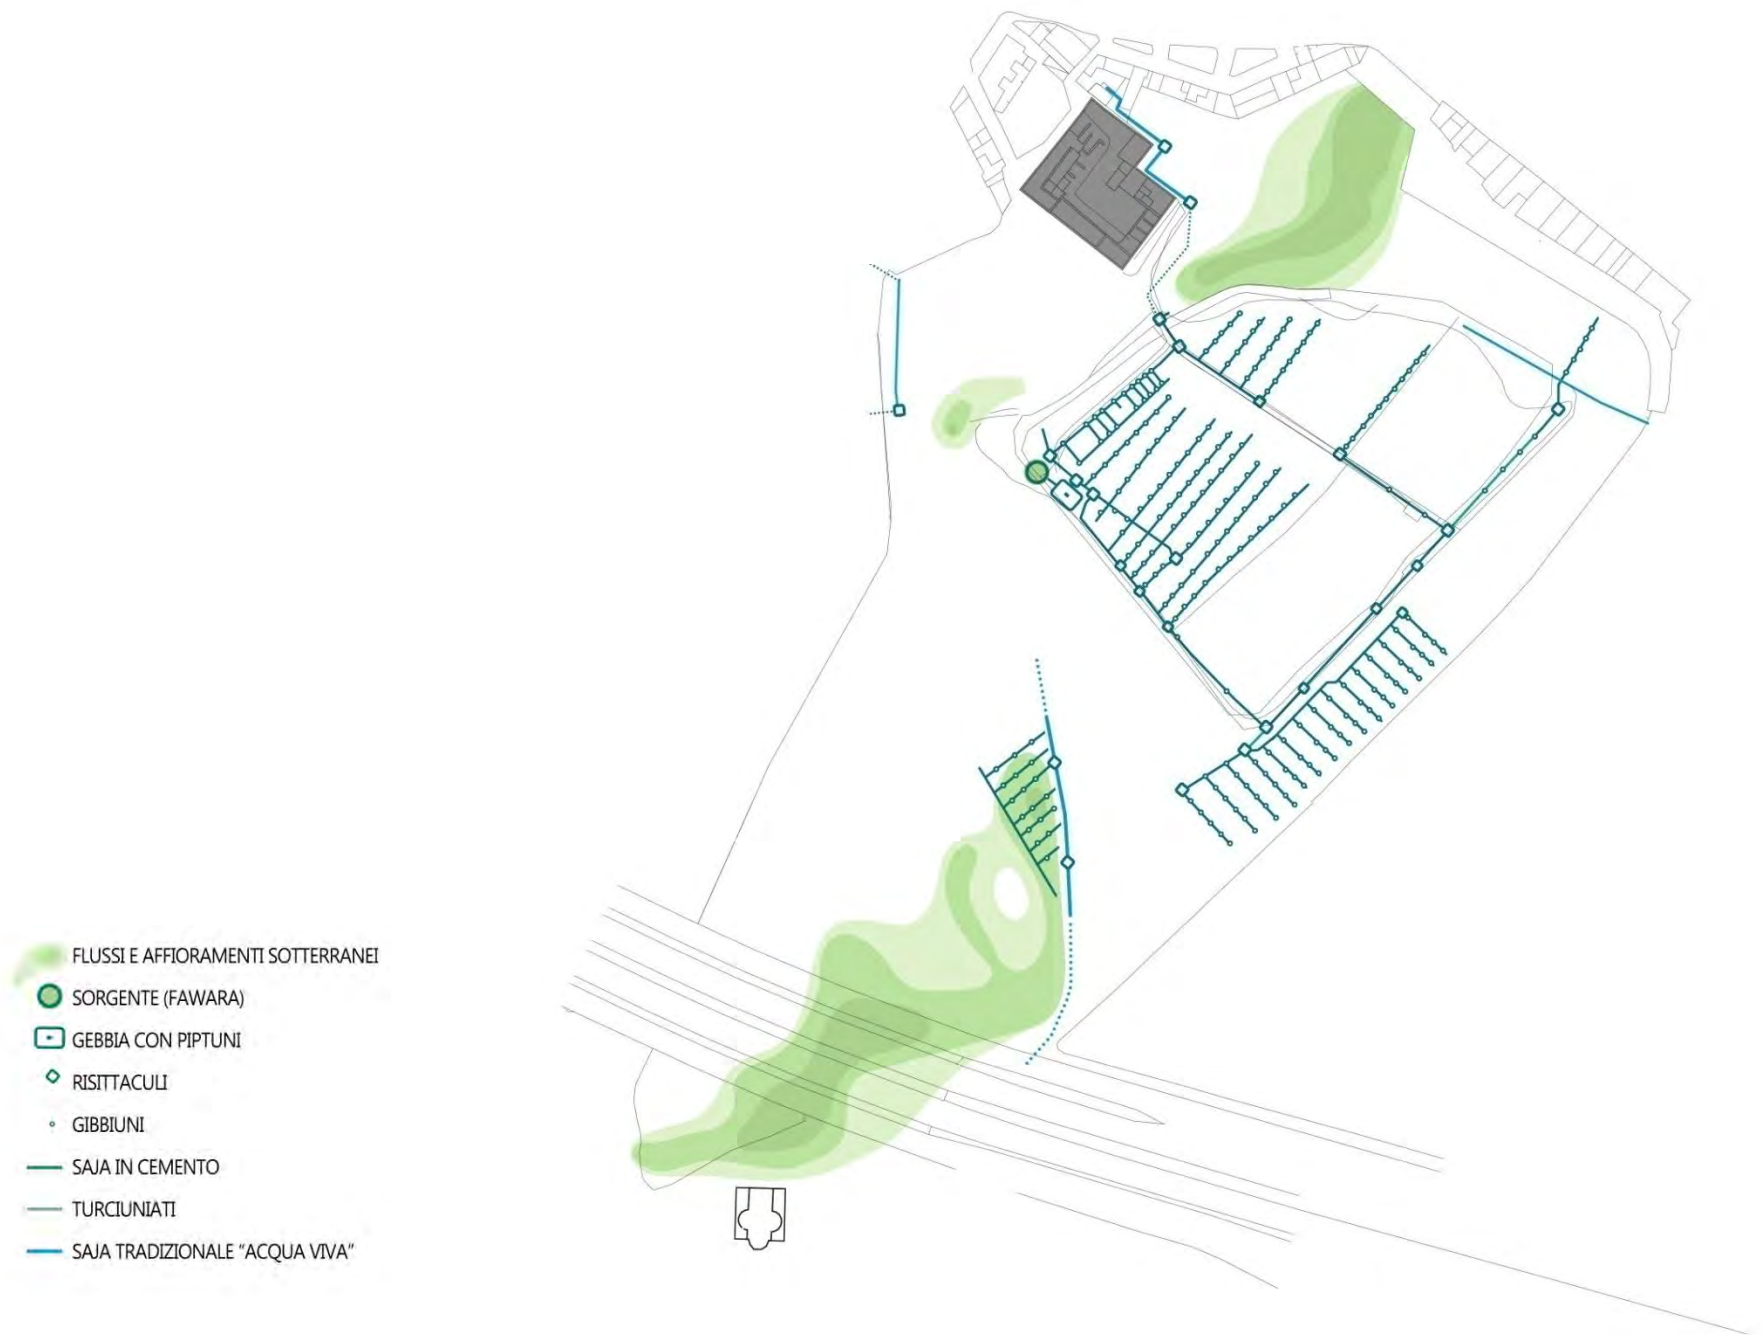 FLUSSI E AFFIORAMENTI SOTTERRANEI
SORGENTE (FAWARA)
GEBBIA CON PIPTUNI
RISITTACULI
GIBBIUNI
SAJA IN CEMENTO
TURCIUNIATI
SAJA TRADIZIONALE "ACQUA VIVA"